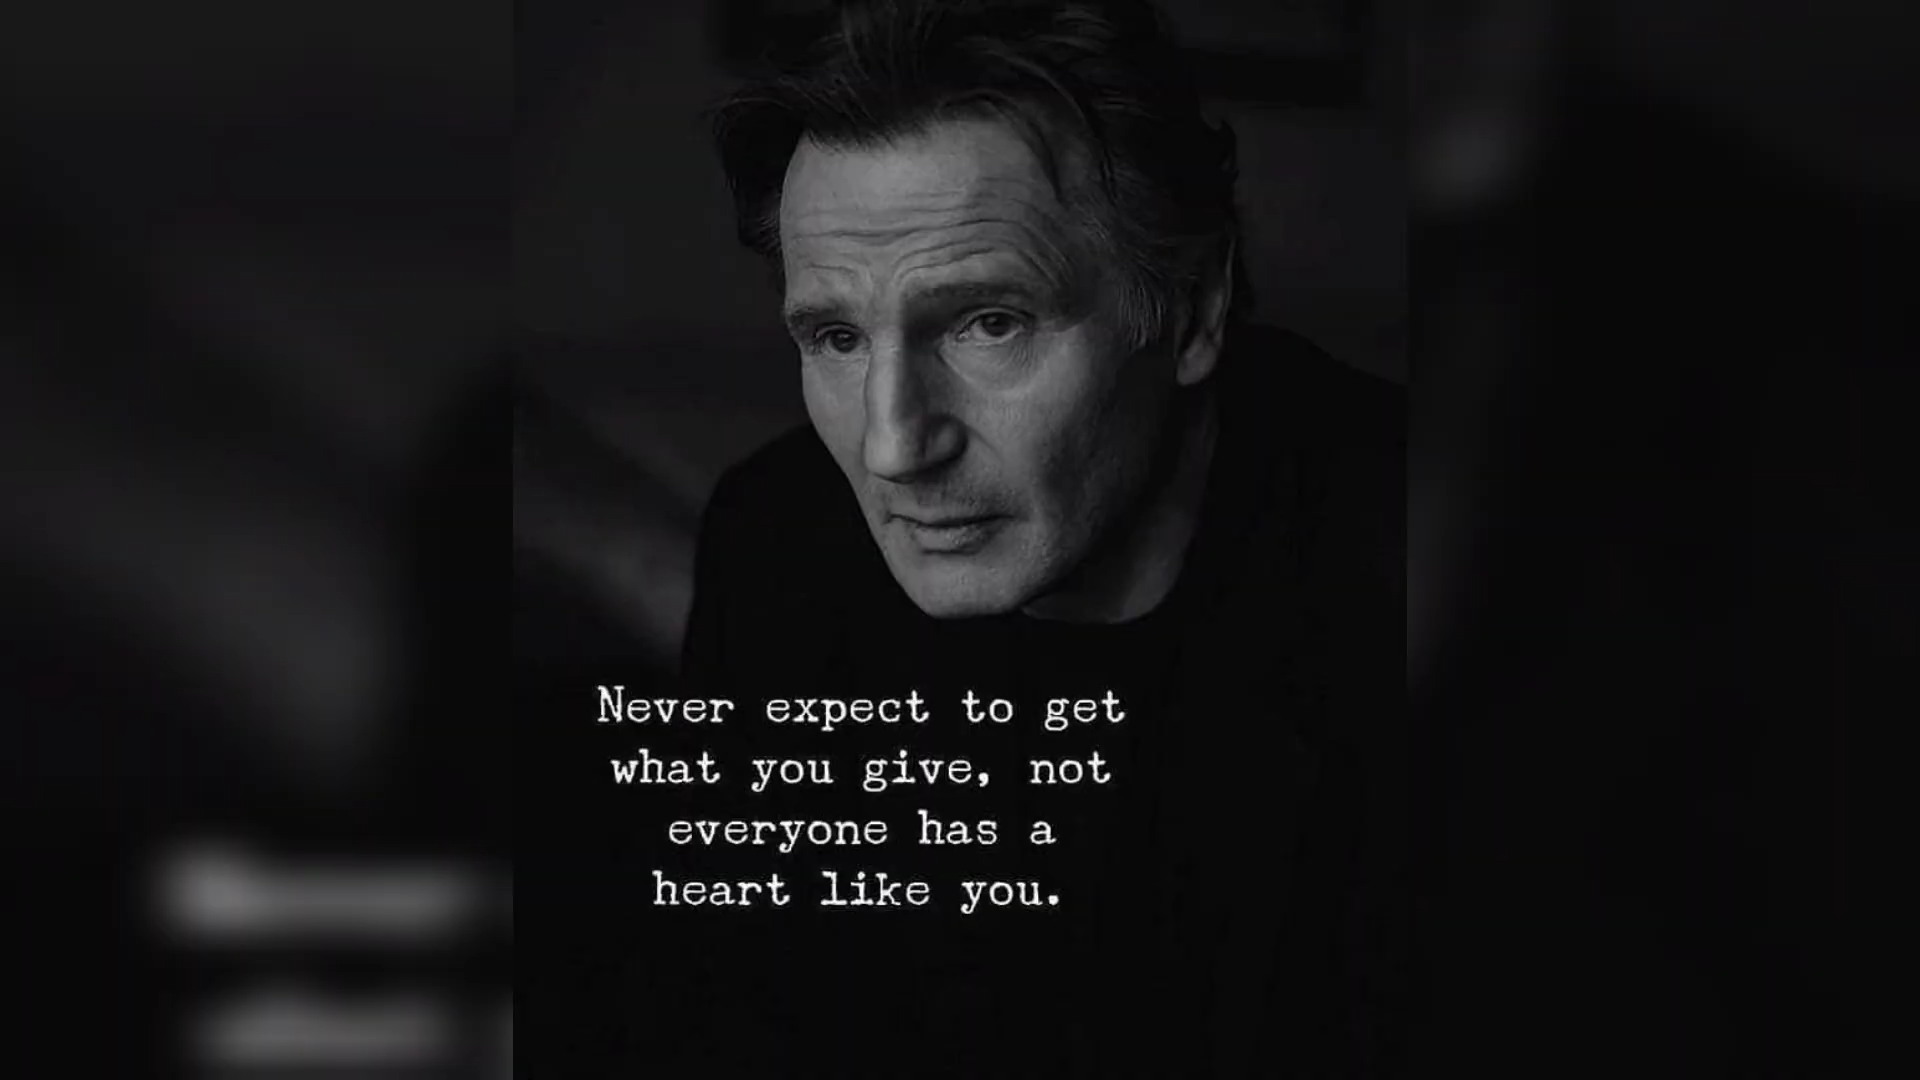 Never expect to get
what you give, not
everyone has a
heart like you.